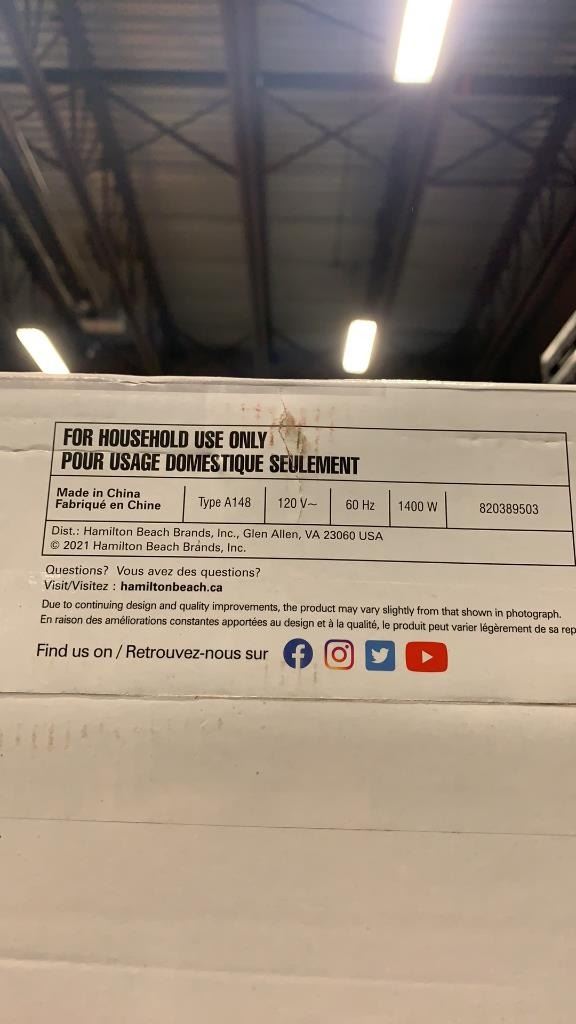 FOR HOUSEHOLD USE ONLY
POUR USAGE DOMESTIQUE SEULEMENT
Made in China
Fabriqué en Chine
Type A148
120 V~
60 Hz
1400 W
820389503
Dist.: Hamilton Beach Brands, Inc., Glen Allen, VA 23060 USA
© 2021 Hamilton Beach Brands, Inc.
Questions? Vous avez des questions?
Visit/Visitez : hamiltonbeach.ca
Due to continuing design and quality improvements, the product may vary slightly from that shown in photograph.
En raison des améliorations constantes apportées au design et à la qualité, le produit peut varier légèrement de sa rep
Find us on / Retrouvez-nous sur